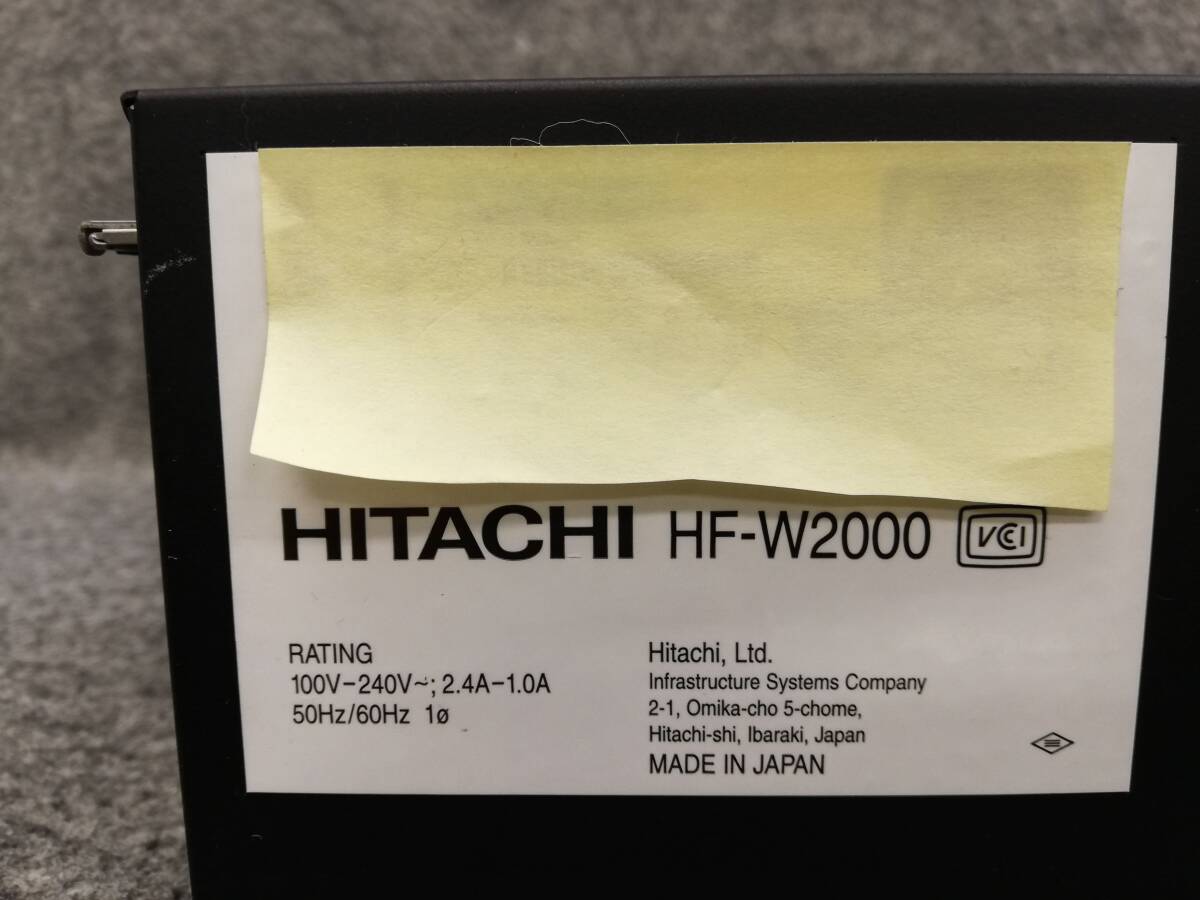 HITACHI HF-W2000 VCCI
RATING
100V-240V~; 2.4A-1.0A
50Hz/60Hz 1ø
Hitachi, Ltd.
Infrastructure Systems Company
2-1, Omika-cho 5-chome,
Hitachi-shi, Ibaraki, Japan
MADE IN JAPAN